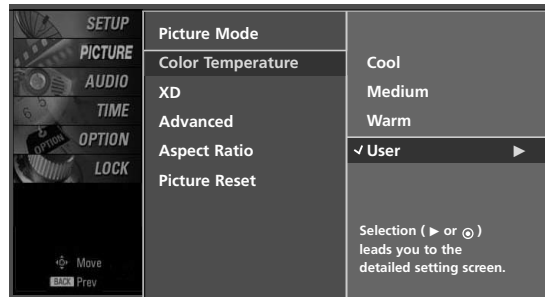 SETUP
PICTURE
AUDIO
TIME
OPTION
LOCK
Move
BACK Prev
Picture Mode
Color Temperature
XD
Advanced
Aspect Ratio
Picture Reset
Cool
Medium
Warm
✓ User ▶
Selection ( ▶ or ◉ )
leads you to the
detailed setting screen.
OPTION